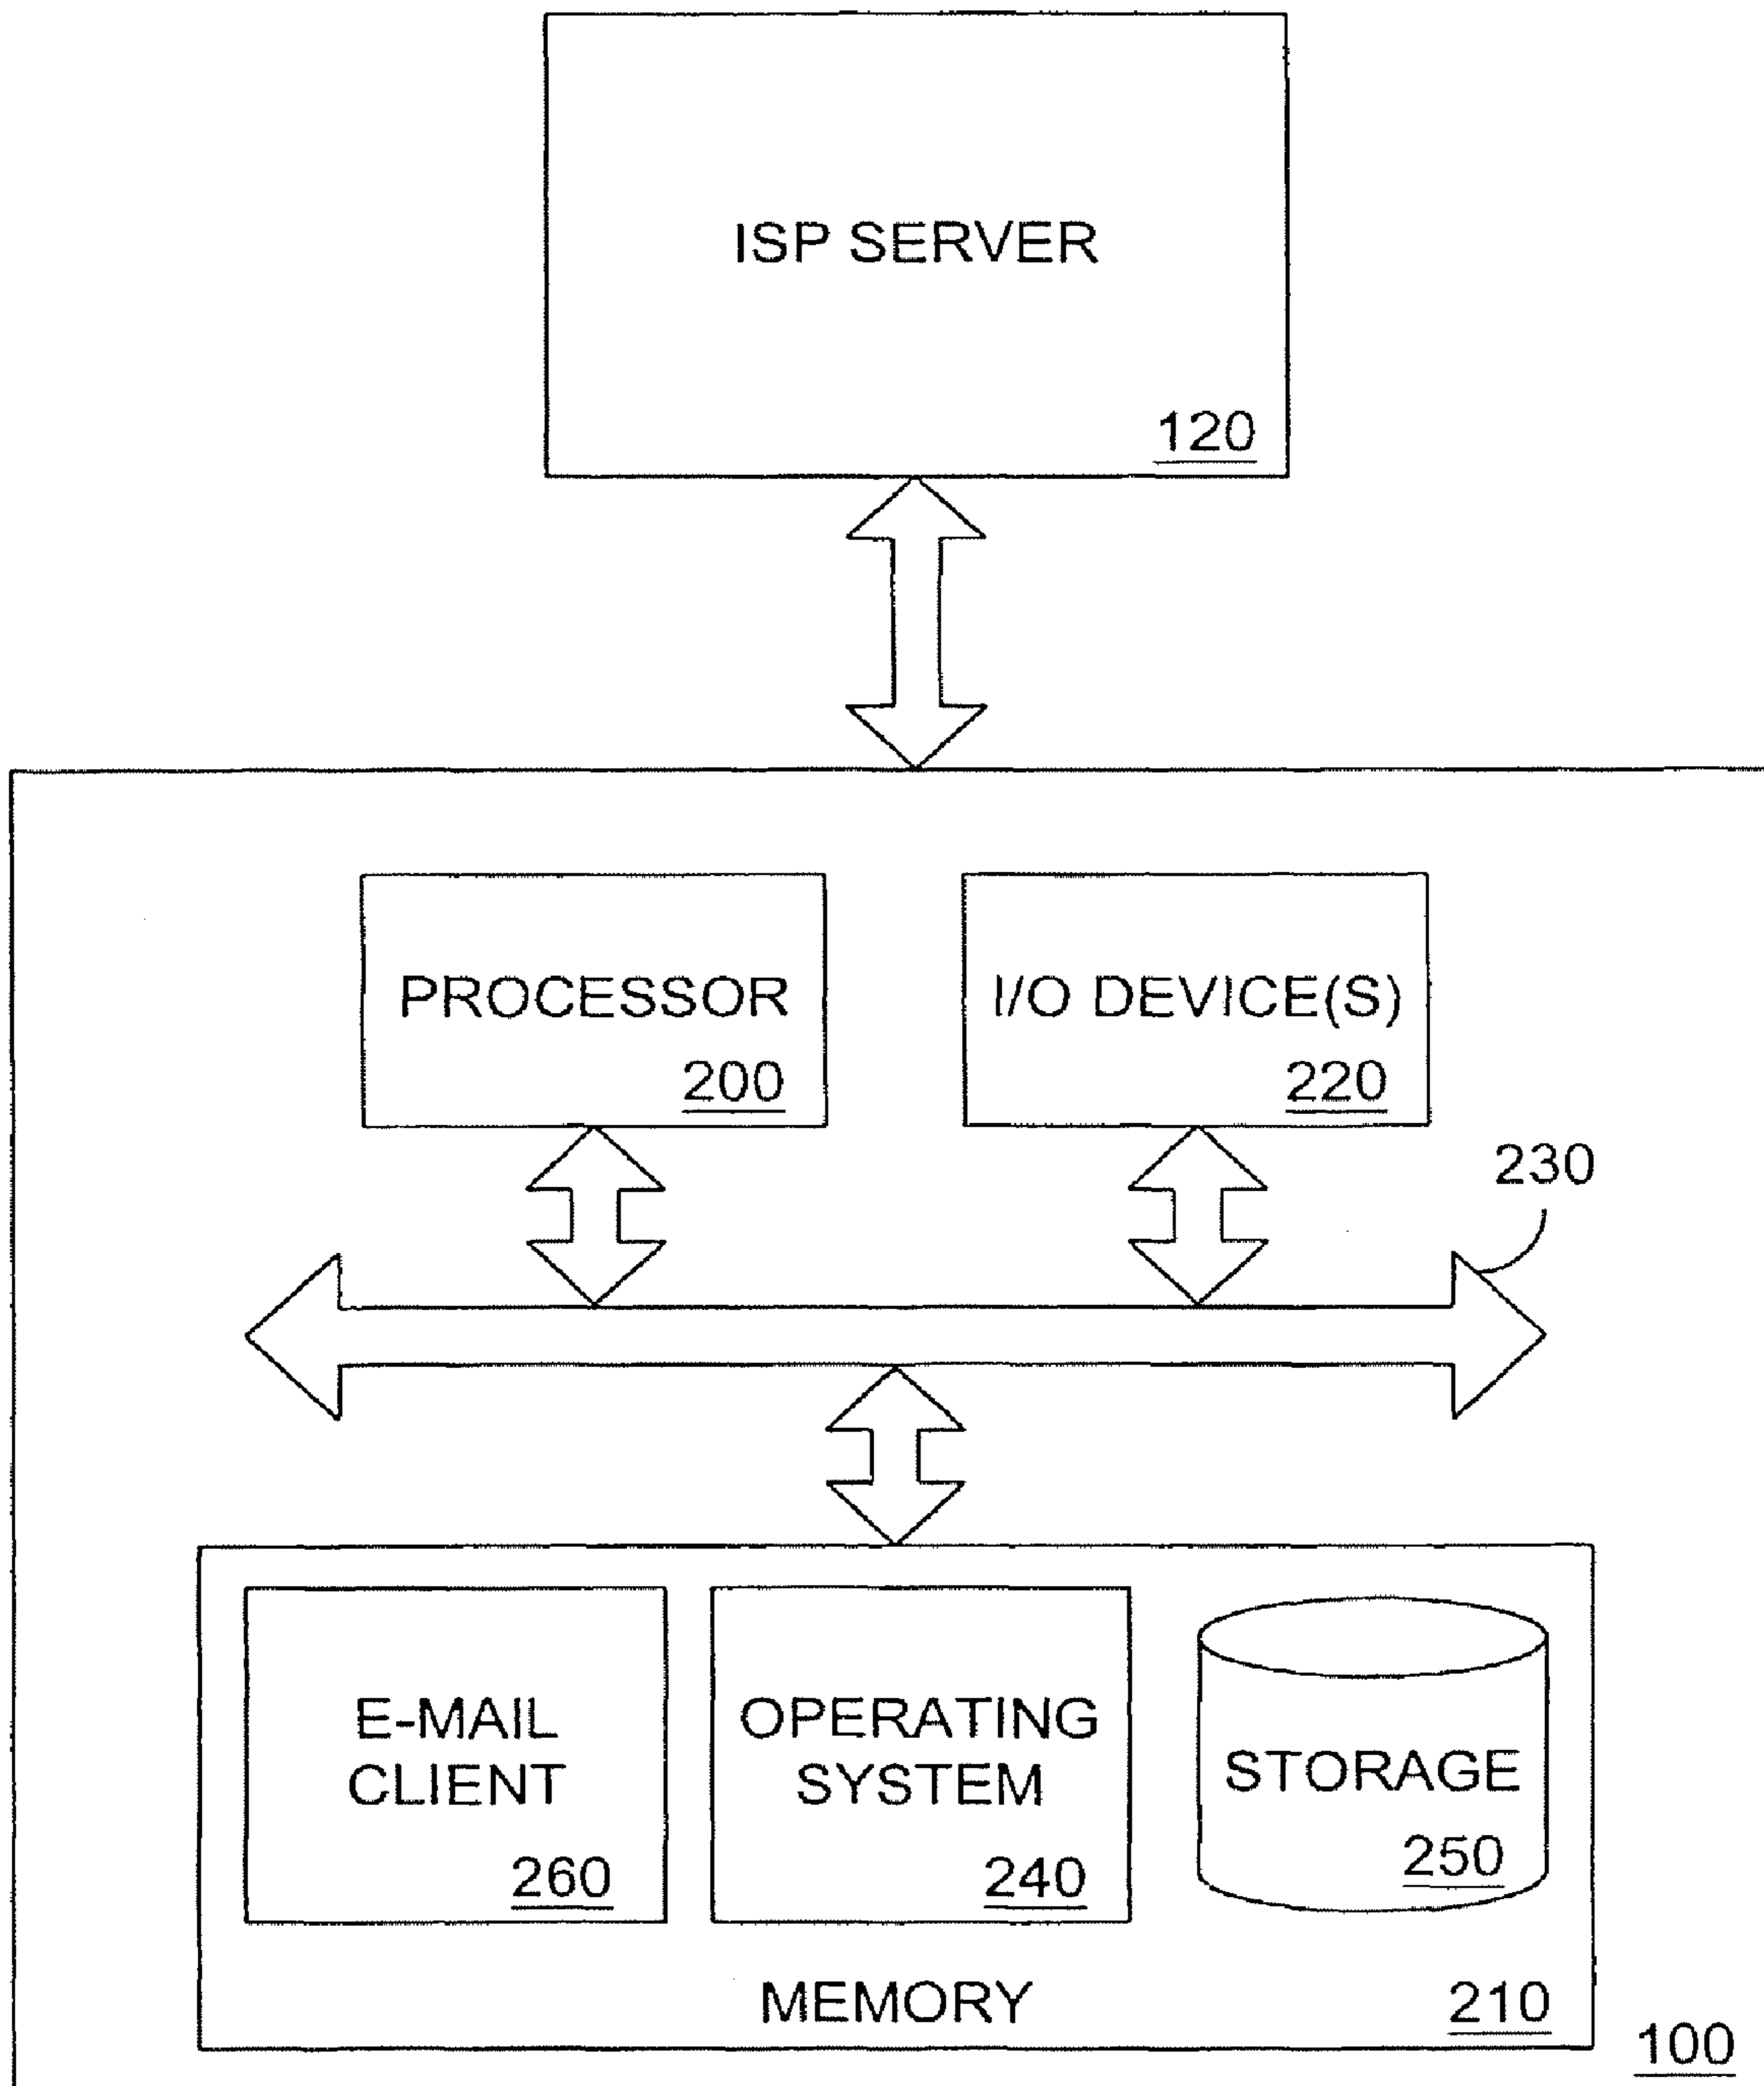 ISP SERVER
120
PROCESSOR
200
I/O DEVICE(S)
220
230
E-MAIL
CLIENT
260
OPERATING
SYSTEM
240
STORAGE
250
MEMORY
210
100